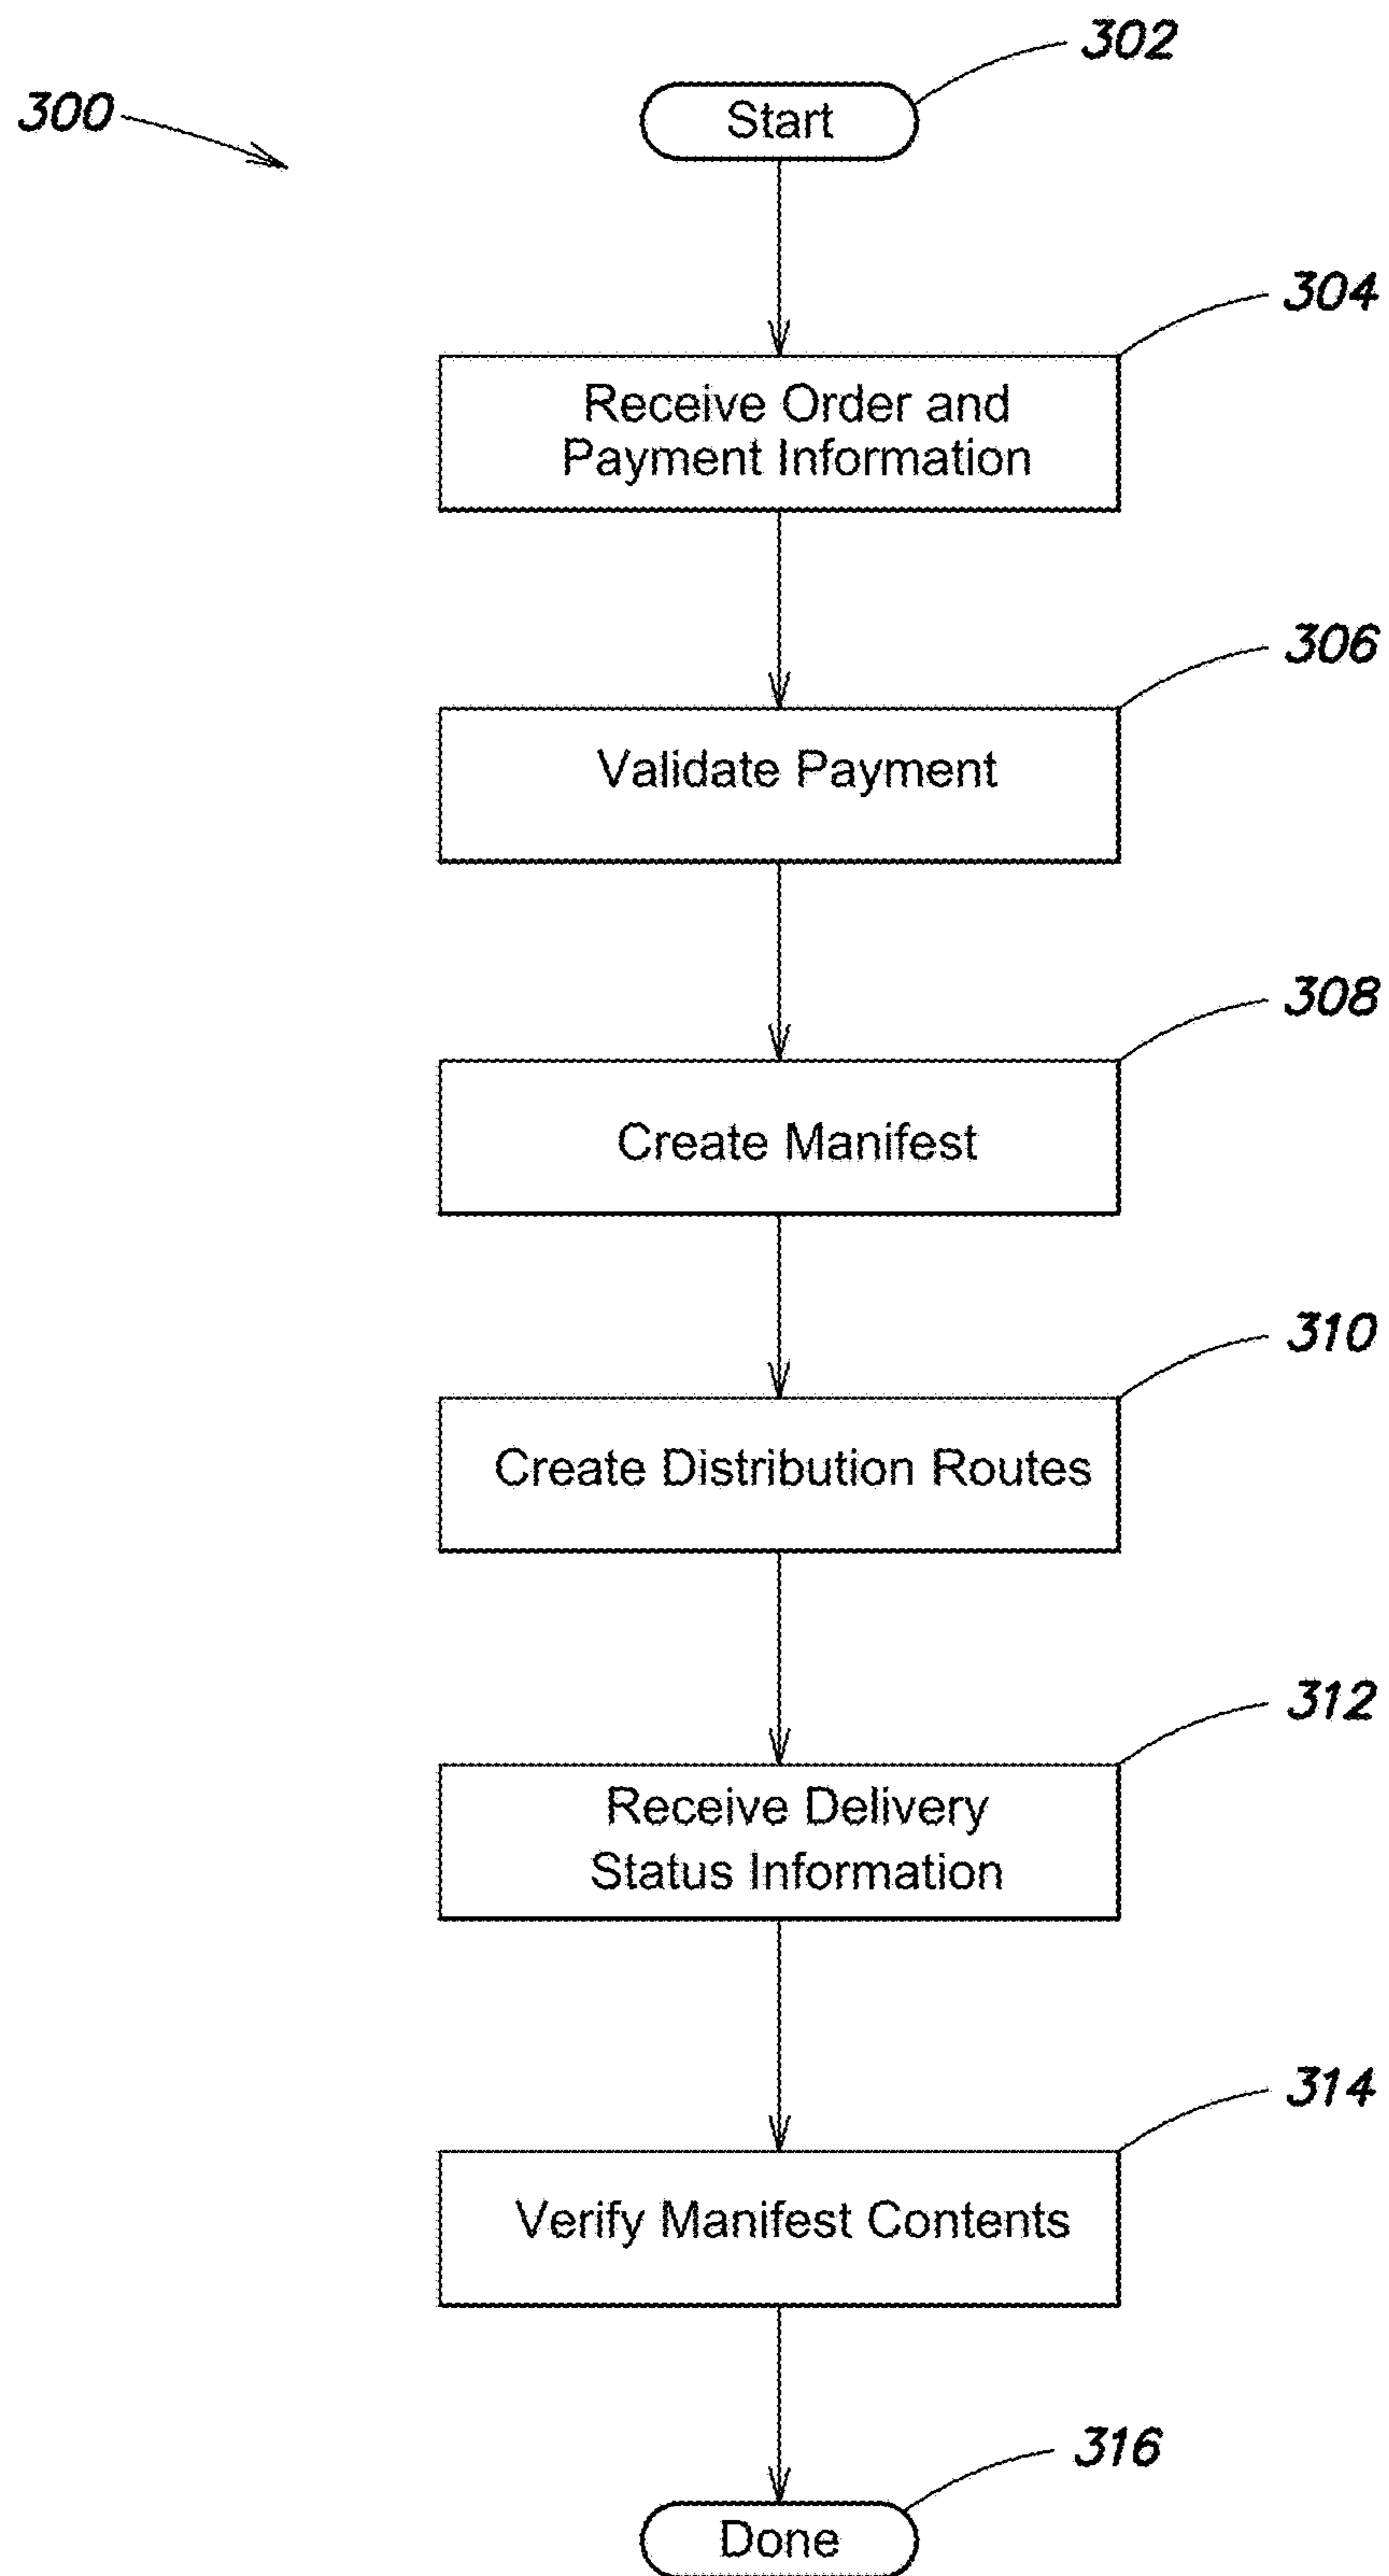 302
300
Start
304
Receive Order and
Payment Information
306
Validate Payment
308
Create Manifest
310
Create Distribution Routes
312
Receive Delivery
Status Information
314
Verify Manifest Contents
316
Done